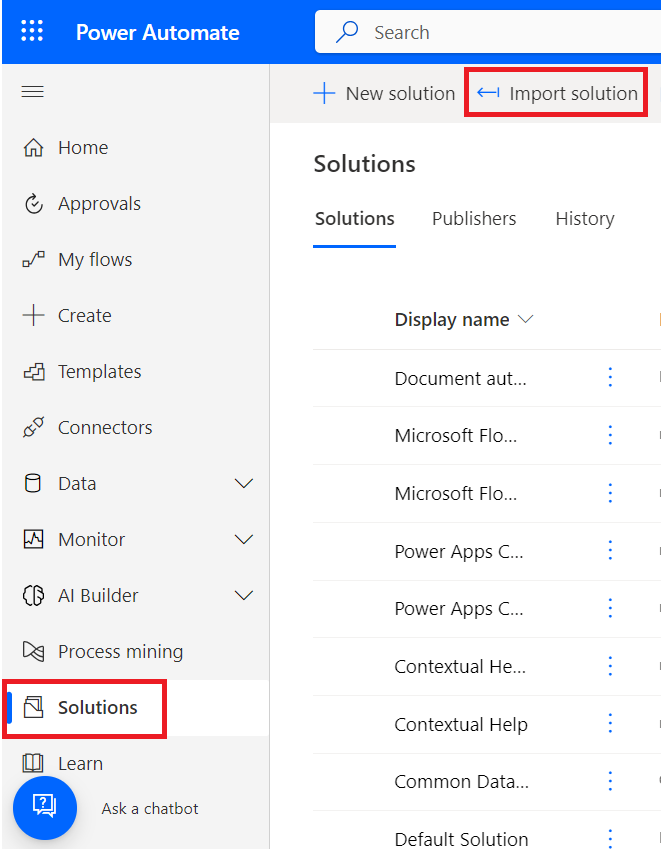 Power Automate
Search
New solution
Import solution
Home
Approvals
My flows
Create
Templates
Connectors
Data
Monitor
AI Builder
Process mining
Solutions
Learn
Ask a chatbot
Solutions
Solutions Publishers History
Display name
Document aut...
Microsoft Flo...
Microsoft Flo...
Power Apps C...
Power Apps C...
Contextual He...
Contextual Help
Common Data...
Default Solution